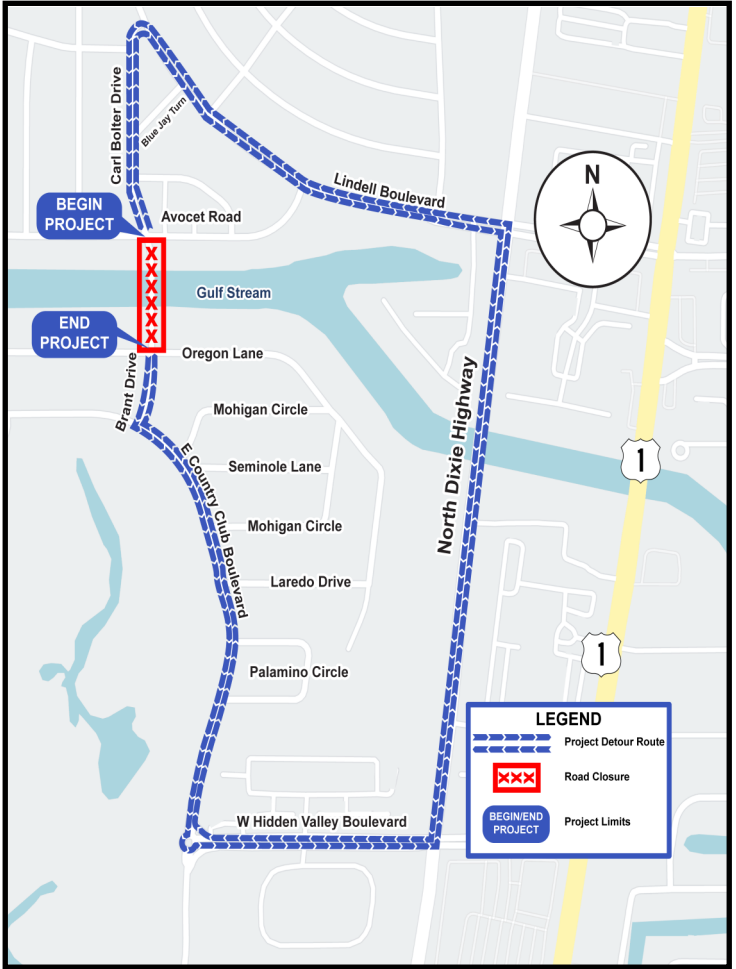 Carl Bolter Drive
Blue Jay Turn
Lindell Boulevard
N
BEGIN
PROJECT
Avocet Road
Gulf Stream
END
PROJECT
Oregon Lane
Brant Drive
Mohigan Circle
E Country Club Boulevard
Seminole Lane
North Dixie Highway
1
Mohigan Circle
Laredo Drive
1
Palamino Circle
W Hidden Valley Boulevard
LEGEND
Project Detour Route
XXX
Road Closure
BEGIN/END
PROJECT
Project Limits
X
X
X
X
X
X